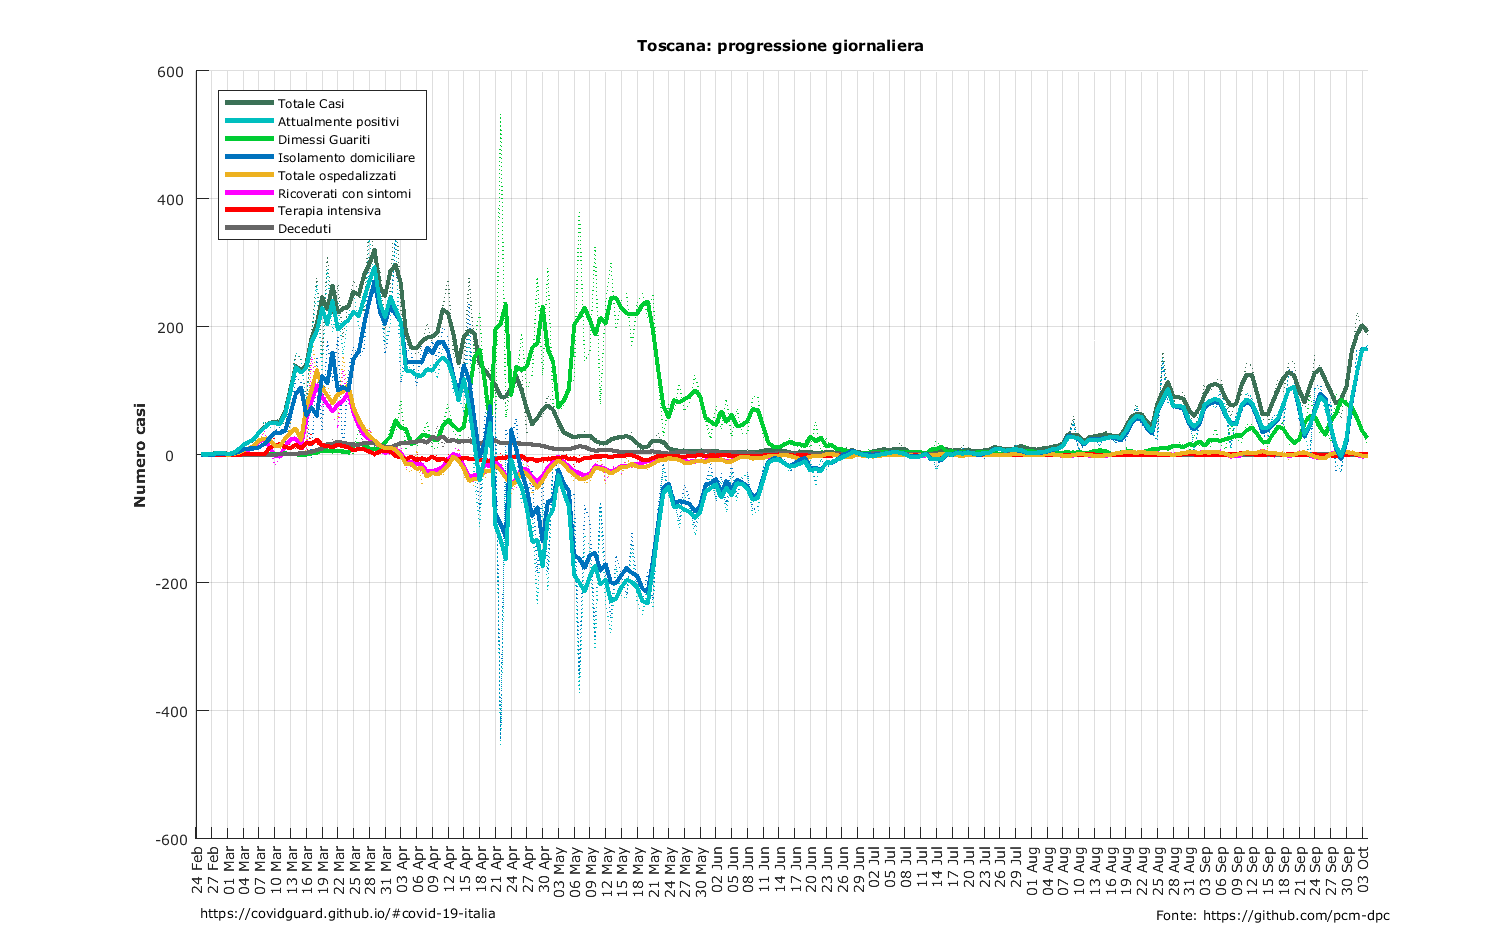 Toscana: progressione giornaliera
600
400
200
0
-200
-400
-600
Numero casi
Totale Casi
Attualmente positivi
Dimessi Guariti
Isolamento domiciliare
Totale ospedalizzati
Ricoverati con sintomi
Terapia intensiva
Deceduti
24 Feb
27 Feb
01 Mar
04 Mar
07 Mar
10 Mar
13 Mar
16 Mar
19 Mar
22 Mar
25 Mar
28 Mar
31 Mar
03 Apr
06 Apr
09 Apr
12 Apr
15 Apr
18 Apr
21 Apr
24 Apr
27 Apr
30 Apr
03 May
06 May
09 May
12 May
15 May
18 May
21 May
24 May
27 May
30 May
02 Jun
05 Jun
08 Jun
11 Jun
14 Jun
17 Jun
20 Jun
23 Jun
26 Jun
29 Jun
02 Jul
05 Jul
08 Jul
11 Jul
14 Jul
17 Jul
20 Jul
23 Jul
26 Jul
29 Jul
01 Aug
04 Aug
07 Aug
10 Aug
13 Aug
16 Aug
19 Aug
22 Aug
25 Aug
28 Aug
31 Aug
03 Sep
06 Sep
09 Sep
12 Sep
15 Sep
18 Sep
21 Sep
24 Sep
27 Sep
30 Sep
03 Oct
https://covidguard.github.io/#covid-19-italia
Fonte: https://github.com/pcm-dpc